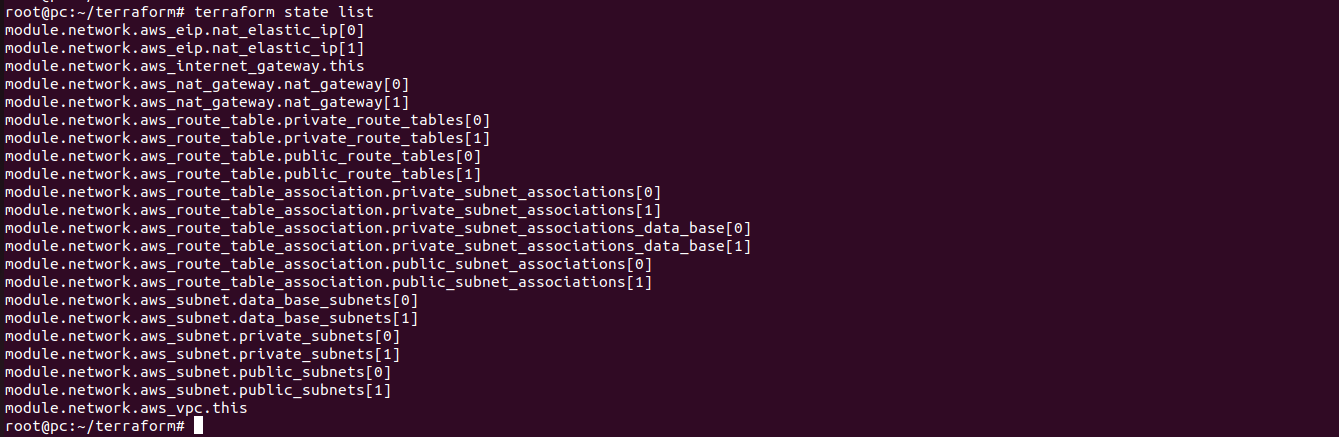 root@pc:~/terraform# terraform state list
module.network.aws_eip.nat_elastic_ip[0]
module.network.aws_eip.nat_elastic_ip[1]
module.network.aws_internet_gateway.this
module.network.aws_nat_gateway.nat_gateway[0]
module.network.aws_nat_gateway.nat_gateway[1]
module.network.aws_route_table.private_route_tables[0]
module.network.aws_route_table.private_route_tables[1]
module.network.aws_route_table.public_route_tables[0]
module.network.aws_route_table.public_route_tables[1]
module.network.aws_route_table_association.private_subnet_associations[0]
module.network.aws_route_table_association.private_subnet_associations[1]
module.network.aws_route_table_association.private_subnet_associations_data_base[0]
module.network.aws_route_table_association.private_subnet_associations_data_base[1]
module.network.aws_route_table_association.public_subnet_associations[0]
module.network.aws_route_table_association.public_subnet_associations[1]
module.network.aws_subnet.data_base_subnets[0]
module.network.aws_subnet.data_base_subnets[1]
module.network.aws_subnet.private_subnets[0]
module.network.aws_subnet.private_subnets[1]
module.network.aws_subnet.public_subnets[0]
module.network.aws_subnet.public_subnets[1]
module.network.aws_vpc.this
root@pc:~/terraform#